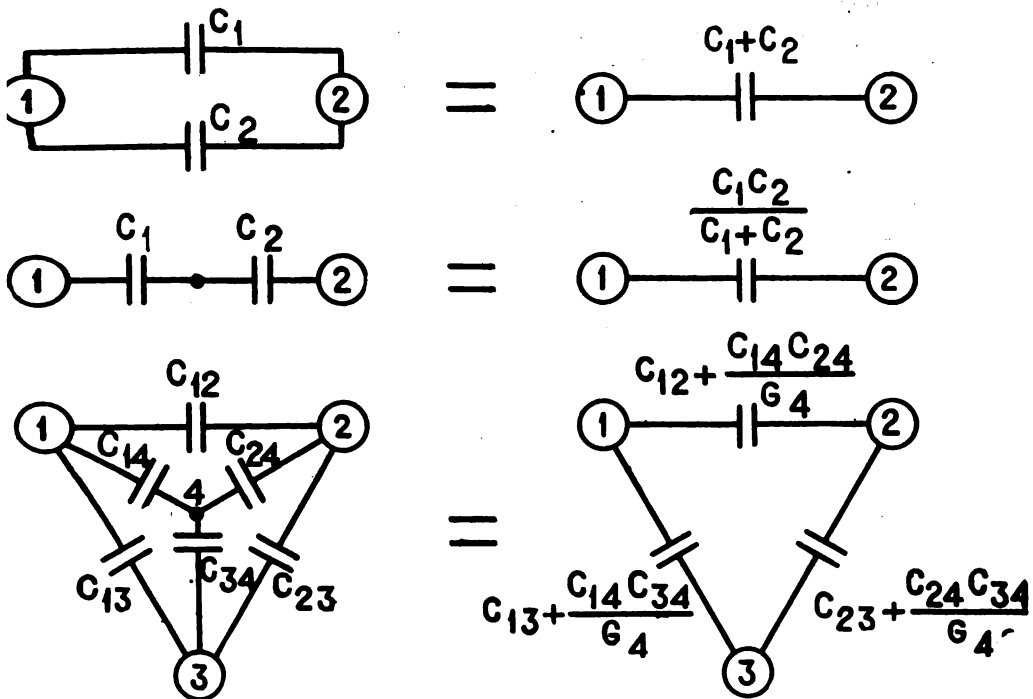 C1
1 2 = 1 C1+C2 2
C2
C1 C2
1 2 = 1 C1C2/C1+C2 2
C12
1 2
C14 C24
4
C13 C34 C23
3
=
C12+ C14C24/G4
1 2
C13+ C14C34/G4
C23+ C24C34/G4
3